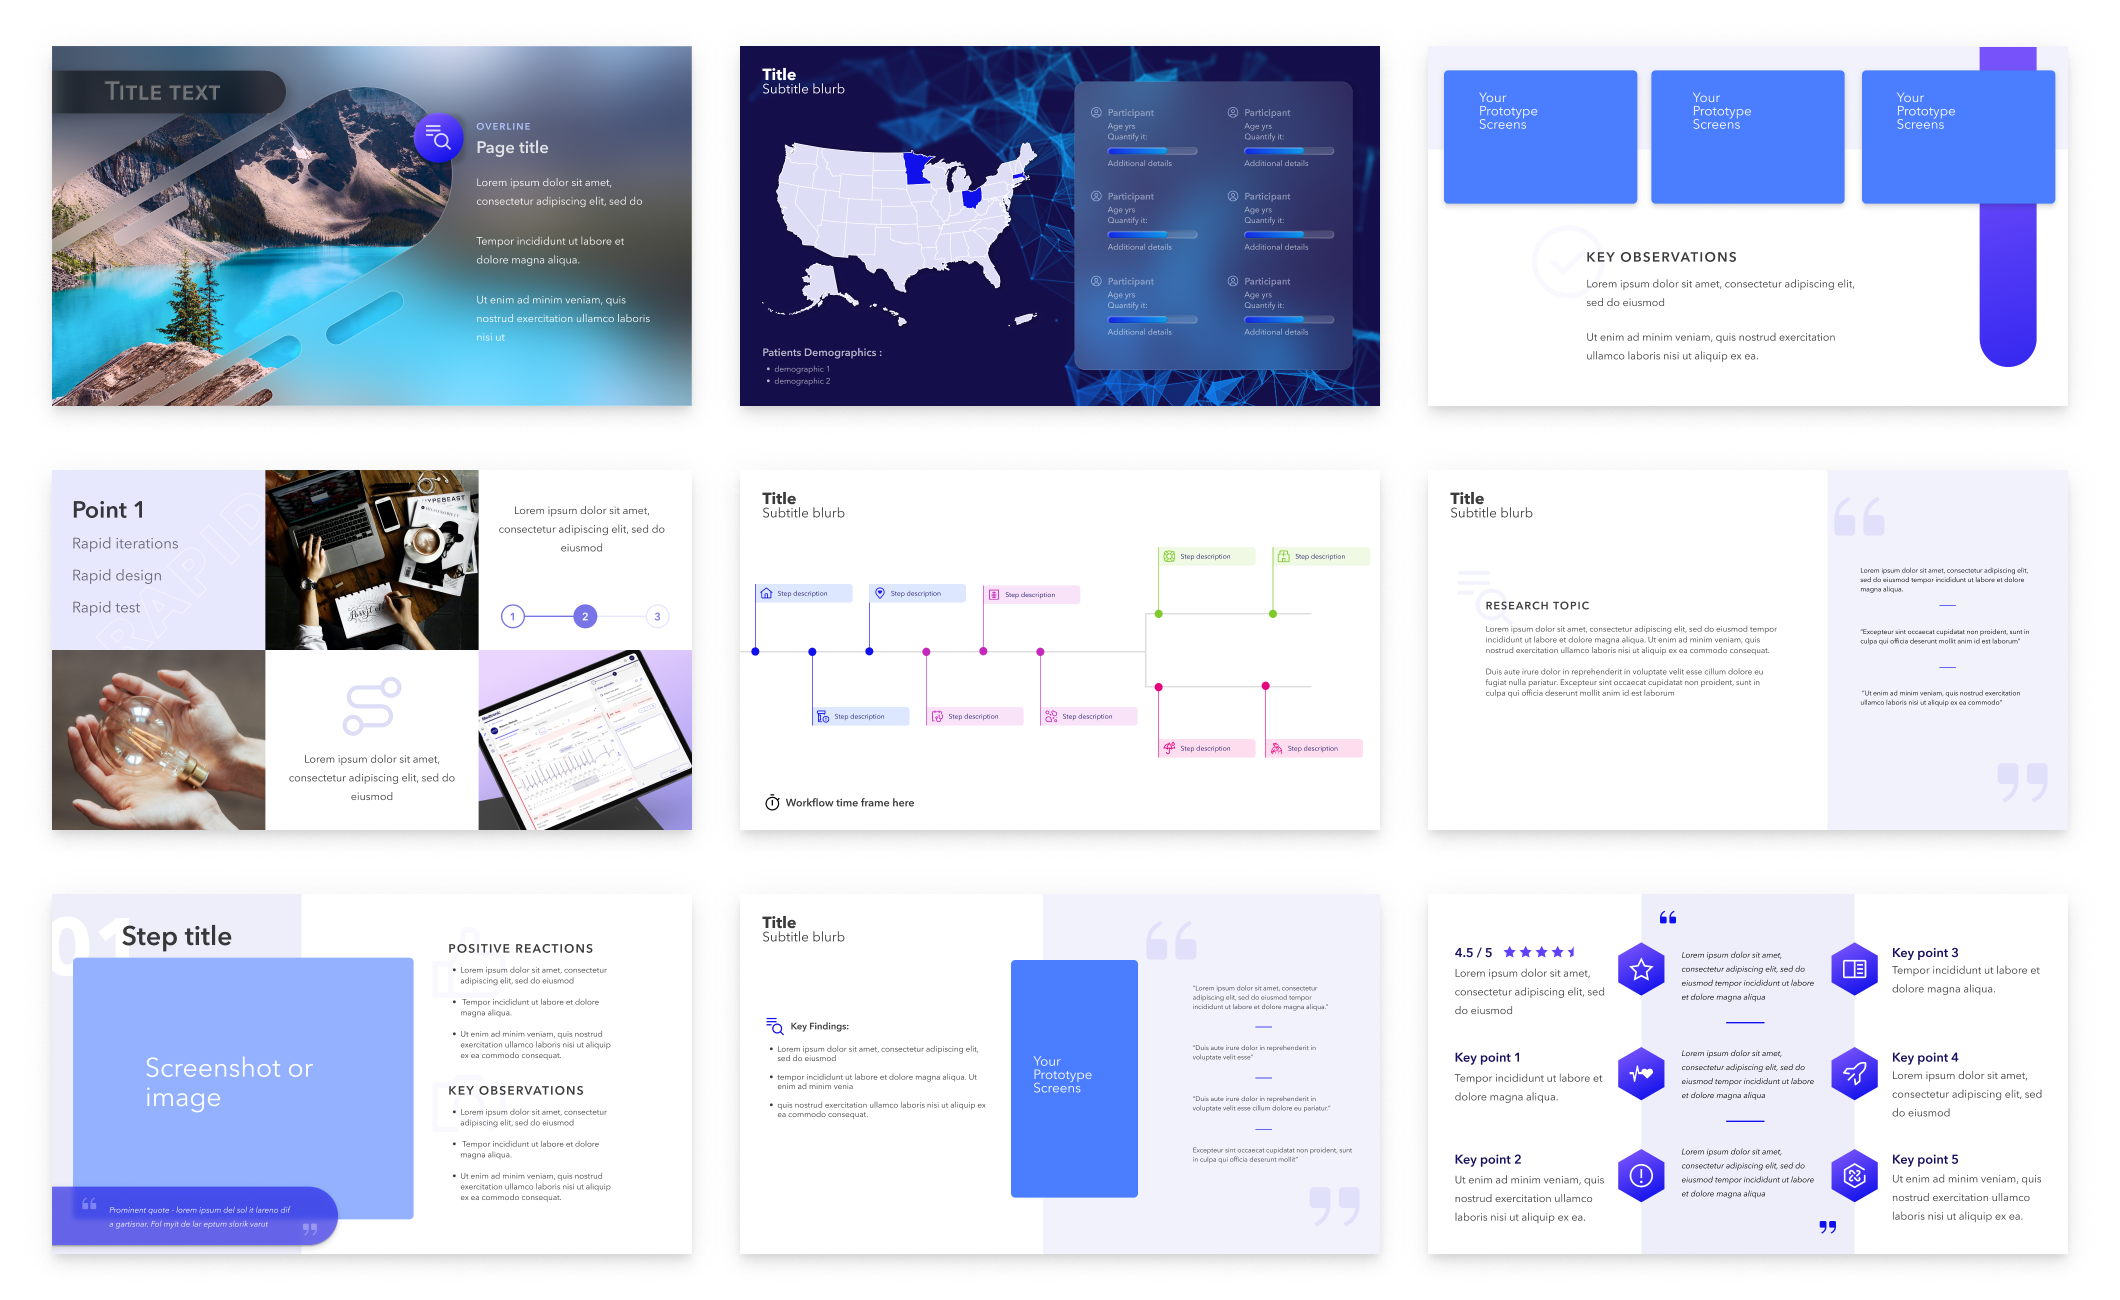 TITLE TEXT
OVERLINE
Page title
Lorem ipsum dolor sit amet,
consectetur adipiscing elit, sed do
Tempor incididunt ut labore et
dolore magna aliqua.
Ut enim ad minim veniam, quis
nostrud exercitation ullamco laboris
nisi ut
Title
Subtitle blurb
Participant
Age yrs
Quantify it:
Additional details
Participant
Age yrs
Quantify it:
Additional details
Participant
Age yrs
Quantify it:
Additional details
Participant
Age yrs
Quantify it:
Additional details
Participant
Age yrs
Quantify it:
Additional details
Participant
Age yrs
Quantify it:
Additional details
Patients Demographics :
• demographic 1
• demographic 2
Your
Prototype
Screens
Your
Prototype
Screens
Your
Prototype
Screens
KEY OBSERVATIONS
Lorem ipsum dolor sit amet, consectetur adipiscing elit,
sed do eiusmod
Ut enim ad minim veniam, quis nostrud exercitation
ullamco laboris nisi ut aliquip ex ea.
Point 1
Rapid iterations
Rapid design
Rapid test
RAPID
HYPEBEAST
Lorem ipsum dolor sit amet,
consectetur adipiscing elit, sed do
eiusmod
1 2 3
Lorem ipsum dolor sit amet,
consectetur adipiscing elit, sed do
eiusmod
Medtronic
Title
Subtitle blurb
Step description
Step description
Step description
Step description
Step description
Step description
Step description
Step description
Step description
Step description
Workflow time frame here
Title
Subtitle blurb
RESEARCH TOPIC
Lorem ipsum dolor sit amet, consectetur adipiscing elit, sed do eiusmod tempor
incididunt ut labore et dolore magna aliqua. Ut enim ad minim veniam, quis
nostrud exercitation ullamco laboris nisi ut aliquip ex ea commodo consequat.
Duis aute irure dolor in reprehenderit in voluptate velit esse cillum dolore eu
fugiat nulla pariatur. Excepteur sint occaecat cupidatat non proident, sunt in
culpa qui officia deserunt mollit anim id est laborum
Lorem ipsum dolor sit amet, consectetur adipiscing elit,
sed do eiusmod tempor incididunt ut labore et dolore
magna aliqua.
"Excepteur sint occaecat cupidatat non proident, sunt in
culpa qui officia deserunt mollit anim id est laborum"
"Ut enim ad minim veniam, quis nostrud exercitation
ullamco laboris nisi ut aliquip ex ea commodo"
01
Step title
Screenshot or
image
Prominent quote - lorem ipsum del sol it lareno dif
a gartisnar. Fol myit de lar eptum slorik varut
POSITIVE REACTIONS
• Lorem ipsum dolor sit amet, consectetur
adipiscing elit, sed do eiusmod
• Tempor incididunt ut labore et dolore
magna aliqua.
• Ut enim ad minim veniam, quis nostrud
exercitation ullamco laboris nisi ut aliquip
ex ea commodo consequat.
KEY OBSERVATIONS
• Lorem ipsum dolor sit amet, consectetur
adipiscing elit, sed do eiusmod
• Tempor incididunt ut labore et dolore
magna aliqua.
• Ut enim ad minim veniam, quis nostrud
exercitation ullamco laboris nisi ut aliquip
ex ea commodo consequat.
Title
Subtitle blurb
Key Findings:
• Lorem ipsum dolor sit amet, consectetur adipiscing elit,
sed do eiusmod
• tempor incididunt ut labore et dolore magna aliqua. Ut
enim ad minim venia
• quis nostrud exercitation ullamco laboris nisi ut aliquip ex
ea commodo consequat.
Your
Prototype
Screens
"Lorem ipsum dolor sit amet, consectetur
adipiscing elit, sed do eiusmod tempor
incididunt ut labore et dolore magna aliqua."
"Duis aute irure dolor in reprehenderit in
voluptate velit esse"
"Duis aute irure dolor in reprehenderit in
voluptate velit esse cillum dolore eu pariatur."
Excepteur sint occaecat cupidatat non proident, sunt
in culpa qui officia deserunt mollit"
4.5 / 5
Lorem ipsum dolor sit amet,
consectetur adipiscing elit, sed
do eiusmod
Key point 1
Tempor incididunt ut labore et
dolore magna aliqua.
Key point 2
Ut enim ad minim veniam, quis
nostrud exercitation ullamco
laboris nisi ut aliquip ex ea.
Lorem ipsum dolor sit amet,
consectetur adipiscing elit, sed do
eiusmod tempor incididunt ut labore
et dolore magna aliqua
Lorem ipsum dolor sit amet,
consectetur adipiscing elit, sed do
eiusmod tempor incididunt ut labore
et dolore magna aliqua
Lorem ipsum dolor sit amet,
consectetur adipiscing elit, sed do
eiusmod tempor incididunt ut labore
et dolore magna aliqua
Key point 3
Tempor incididunt ut labore et
dolore magna aliqua.
Key point 4
Lorem ipsum dolor sit amet,
consectetur adipiscing elit, sed
do eiusmod
Key point 5
Ut enim ad minim veniam, quis
nostrud exercitation ullamco
laboris nisi ut aliquip ex ea.